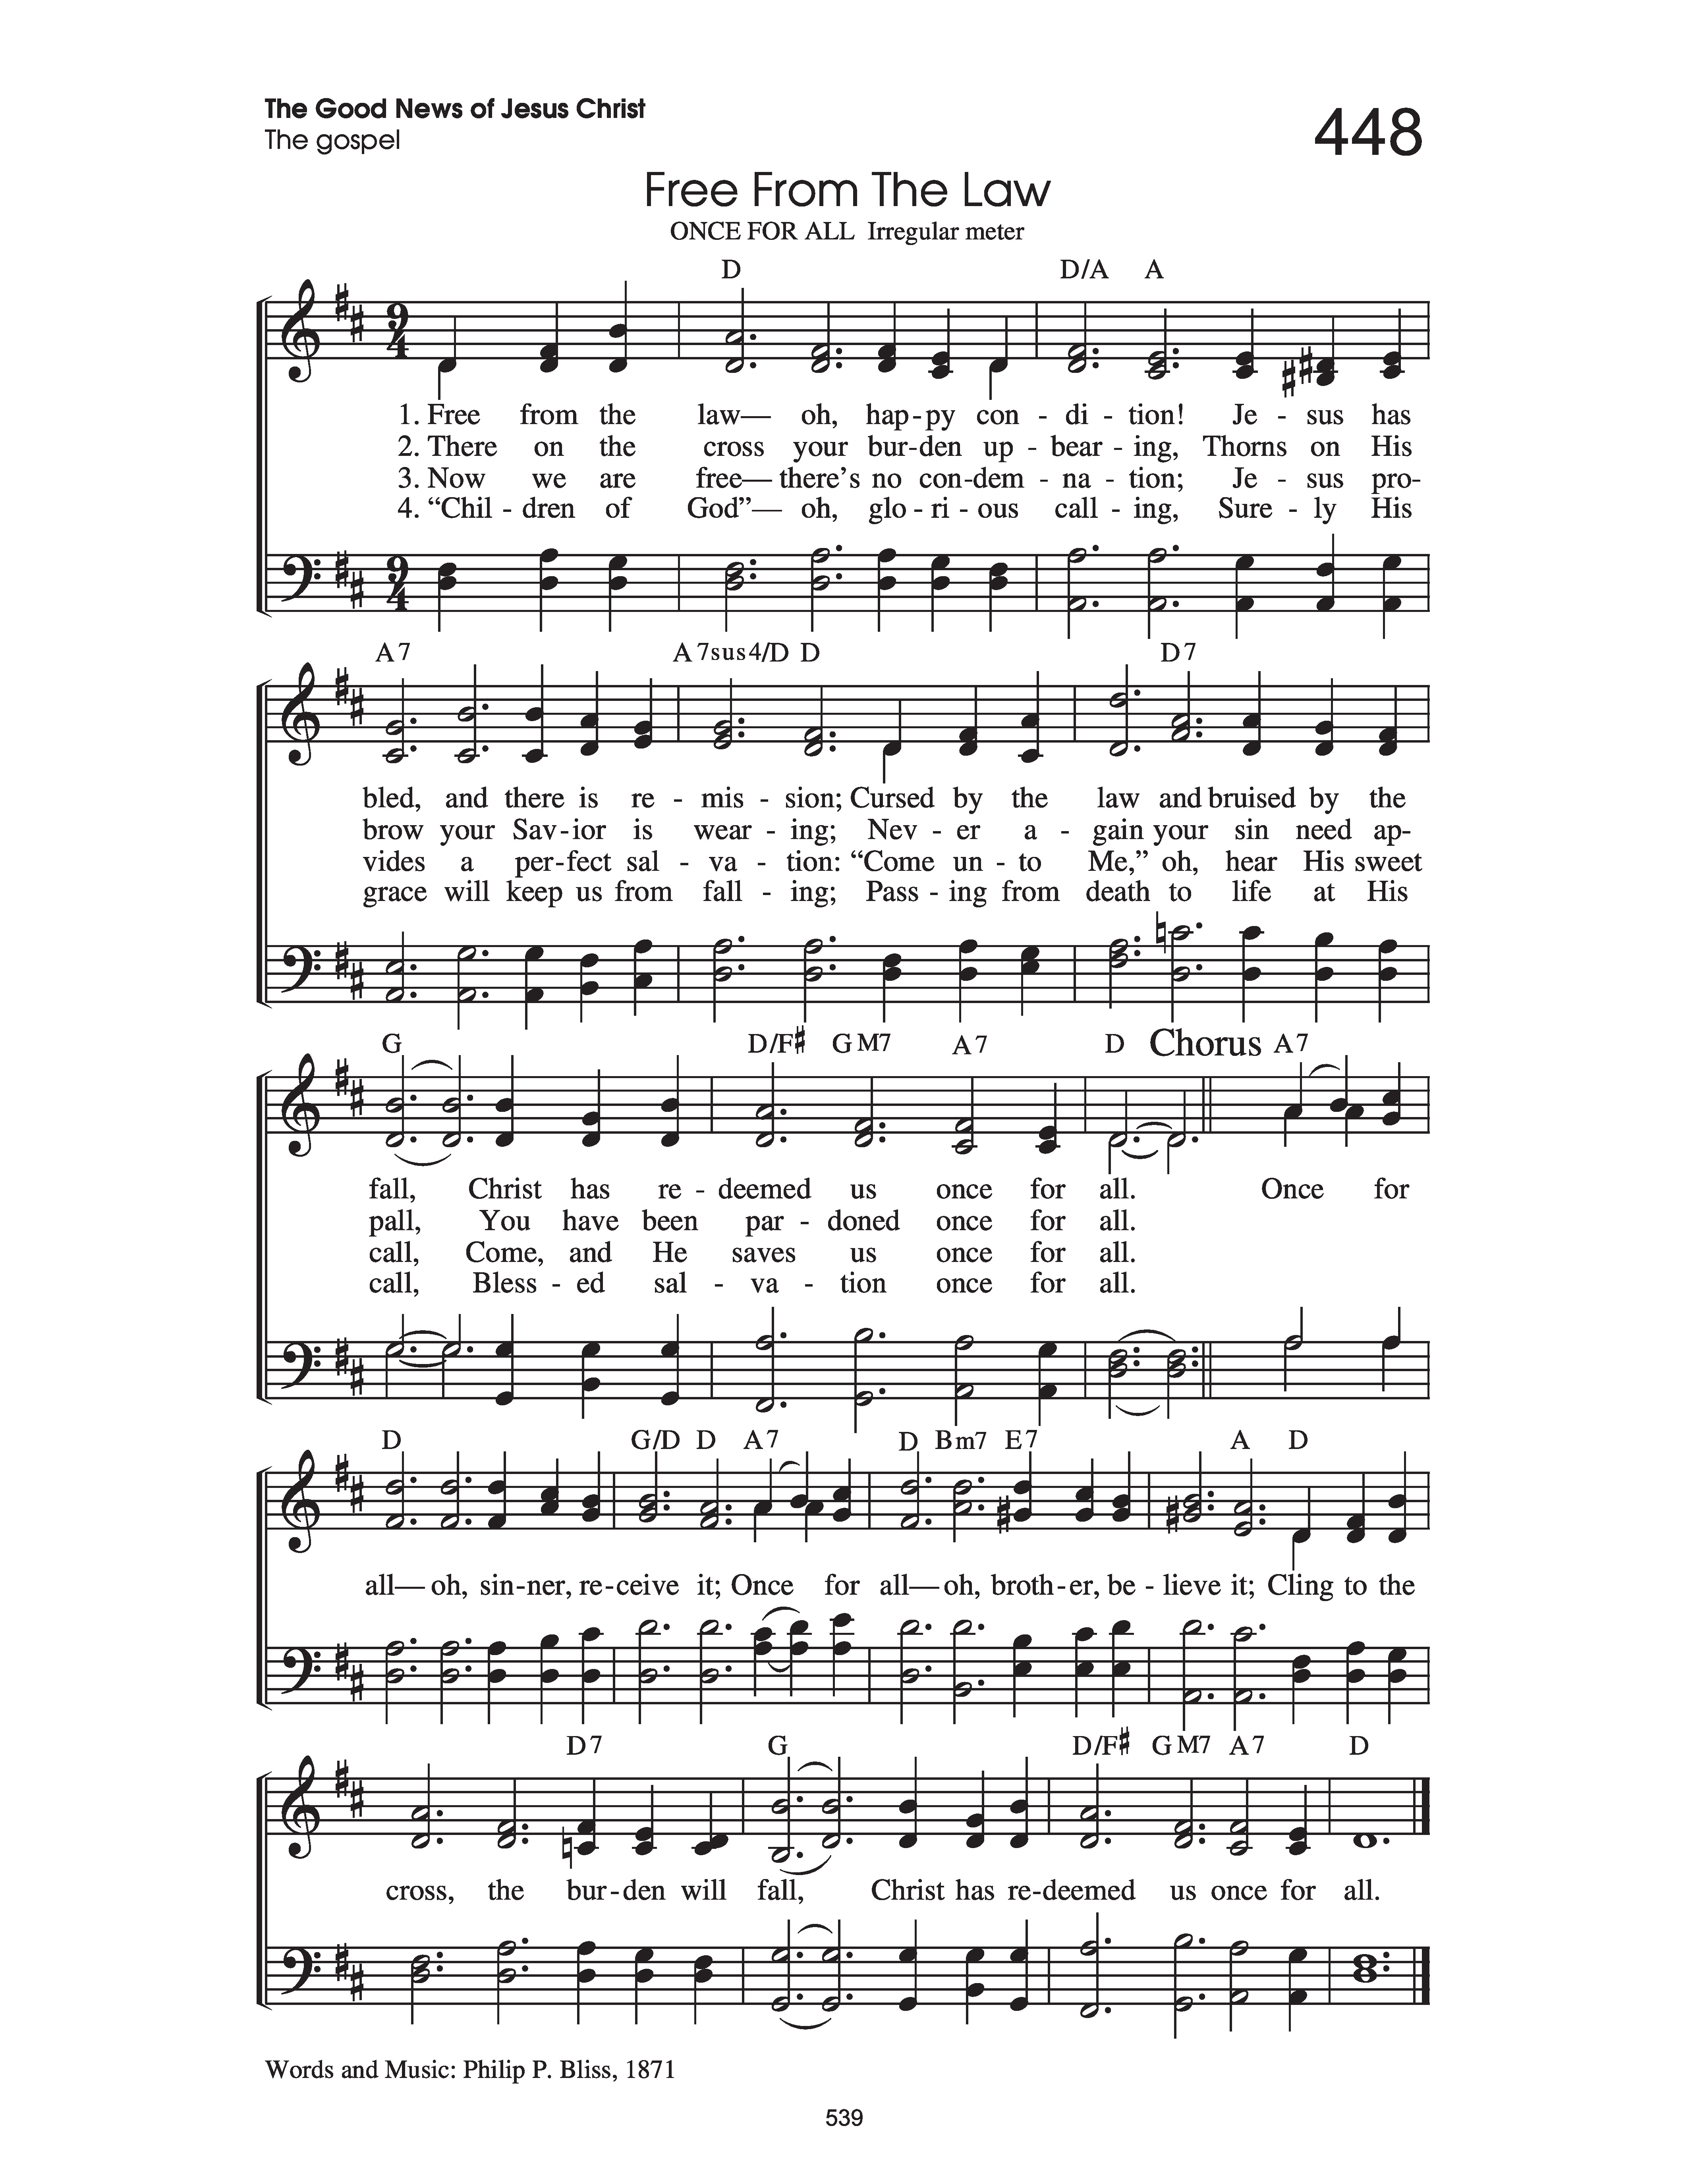 The Good News of Jesus Christ
The gospel
448
Free From The Law
ONCE FOR ALL Irregular meter
D D/A A
9 4
1. Free from the law— oh, hap-py con - di - tion! Je - sus has
2. There on the cross your bur-den up - bear - ing, Thorns on His
3. Now we are free— there's no con-dem - na - tion; Je - sus pro-
4. “Chil - dren of God”— oh, glo - ri - ous call - ing, Sure - ly His
9 4
A7 A7sus4/D D D7
bled, and there is re - mis - sion; Cursed by the law and bruised by the
brow your Sav-ior is wear - ing; Nev - er a - gain your sin need ap-
vides a per-fect sal - va - tion: “Come un - to Me,” oh, hear His sweet
grace will keep us from fall - ing; Pass - ing from death to life at His
G D/F♯ GM7 A7 D Chorus A7
fall, Christ has re - deemed us once for all. Once for
pall, You have been par - doned once for all.
call, Come, and He saves us once for all.
call, Bless - ed sal - va - tion once for all.
D G/D D A7 D Bm7 E7 A D
all— oh, sin-ner, re-ceive it; Once for all— oh, broth-er, be - lieve it; Cling to the
D7 G D/F♯ GM7 A7 D
cross, the bur-den will fall, Christ has re-deemed us once for all.
Words and Music: Philip P. Bliss, 1871
539